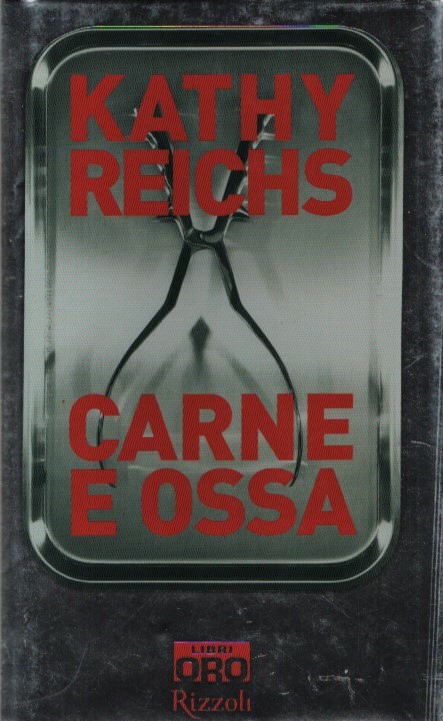 KATHY
REICHS
CARNE
E OSSA
LIBRI
ORO
Rizzoli